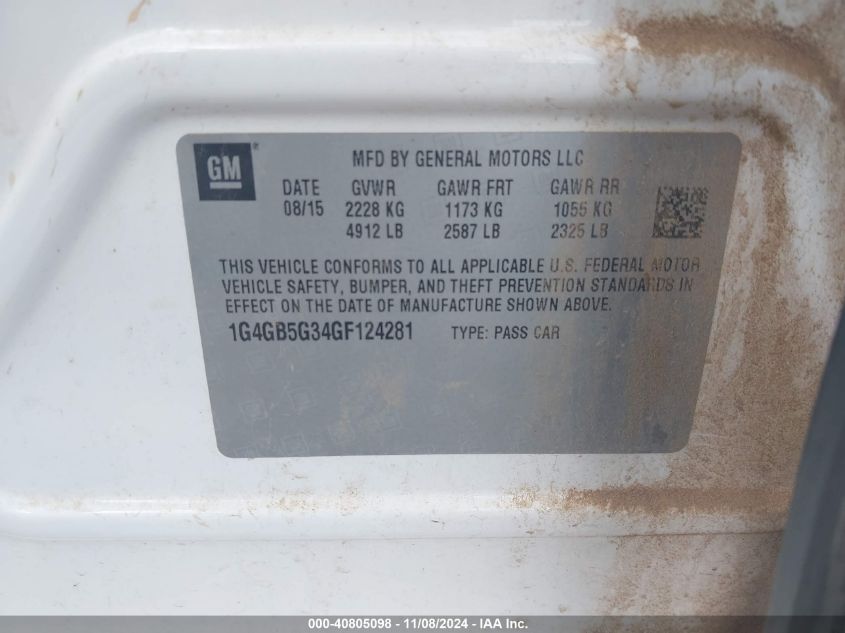 GM® MFD BY GENERAL MOTORS LLC
DATE GVWR GAWR FRT GAWR RR
08/15 2228 KG 1173 KG 1055 KG
4912 LB 2587 LB 2325 LB
THIS VEHICLE CONFORMS TO ALL APPLICABLE U.S. FEDERAL MOTOR
VEHICLE SAFETY, BUMPER, AND THEFT PREVENTION STANDARDS IN
EFFECT ON THE DATE OF MANUFACTURE SHOWN ABOVE.
1G4GB5G34GF124281 TYPE: PASS CAR
000-40805098 - 11/08/2024 - IAA Inc.